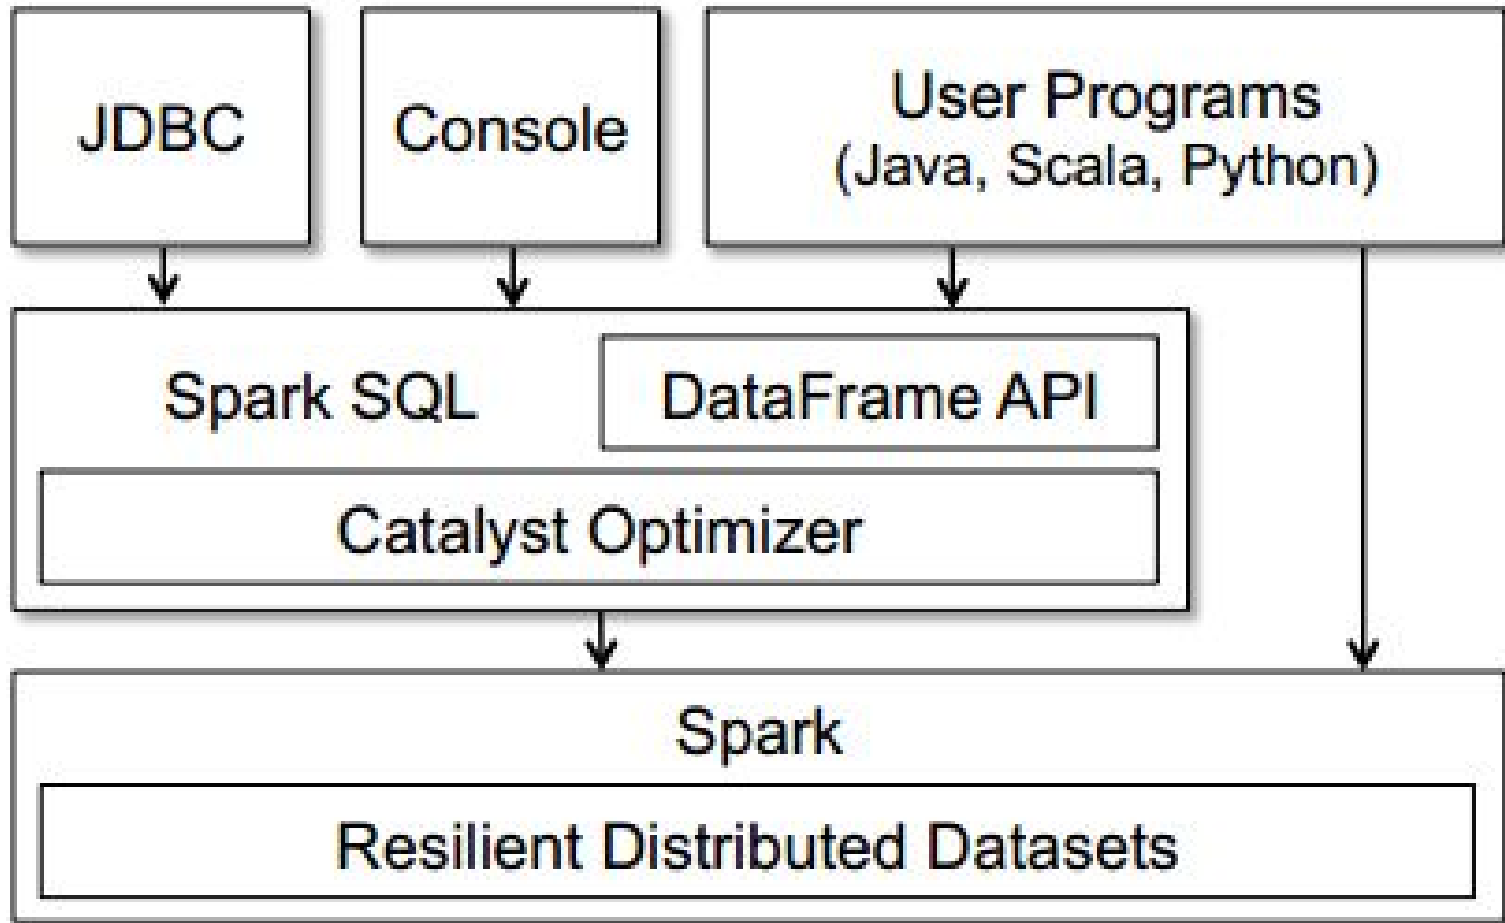 JDBC
Console
User Programs
(Java, Scala, Python)
Spark SQL
DataFrame API
Catalyst Optimizer
Spark
Resilient Distributed Datasets